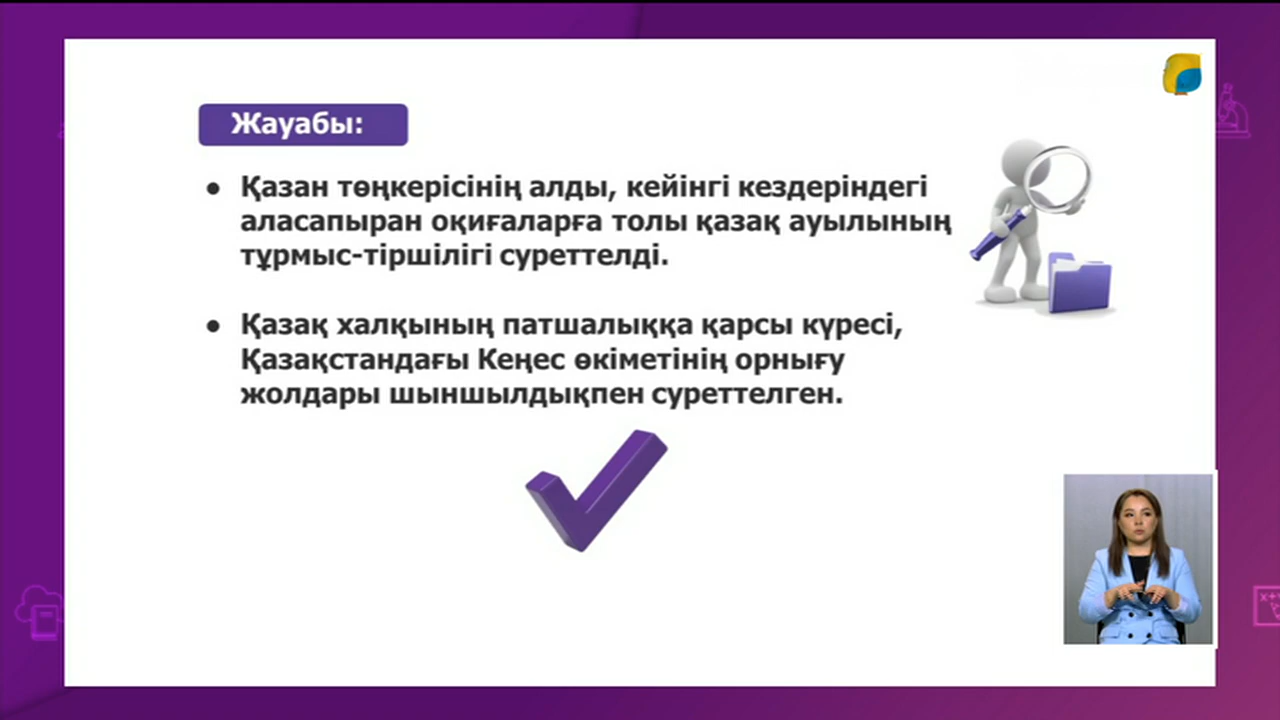 Жауабы:
● Қазан төңкерісінің алды, кейінгі кездеріндегі
аласапыран оқиғаларға толы қазақ ауылының
тұрмыс-тіршілігі суреттелді.
● Қазақ халқының патшалыққа қарсы күресі,
Қазақстандағы Кеңес өкіметінің орнығу
жолдары шыншылдықпен суреттелген.